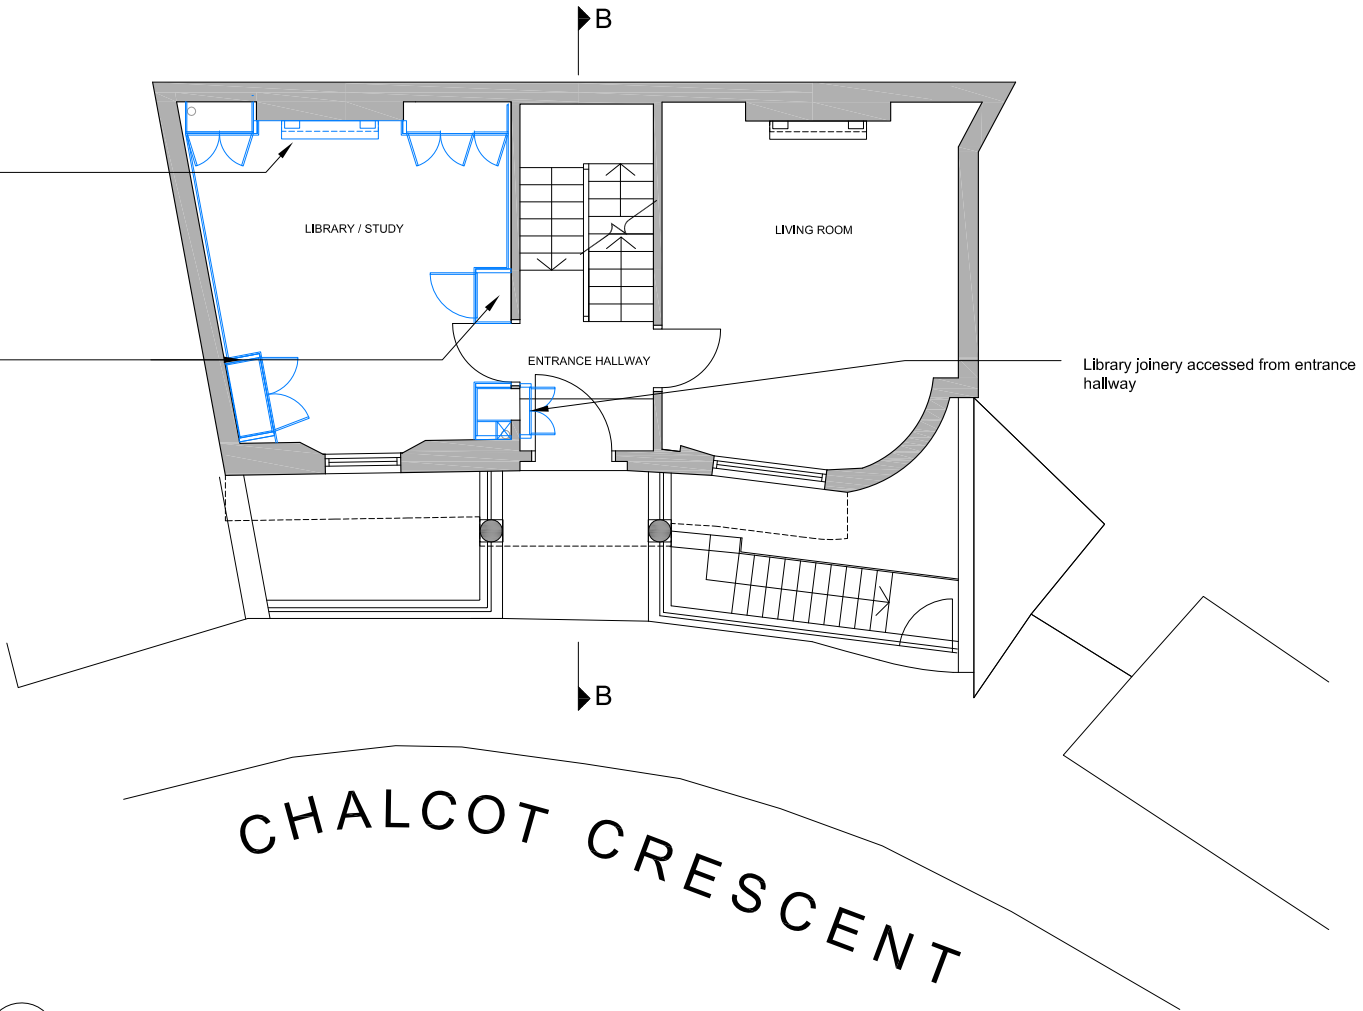 B
LIBRARY / STUDY
LIVING ROOM
ENTRANCE HALLWAY
Library joinery accessed from entrance
hallway
B
CHALCOT CRESCENT